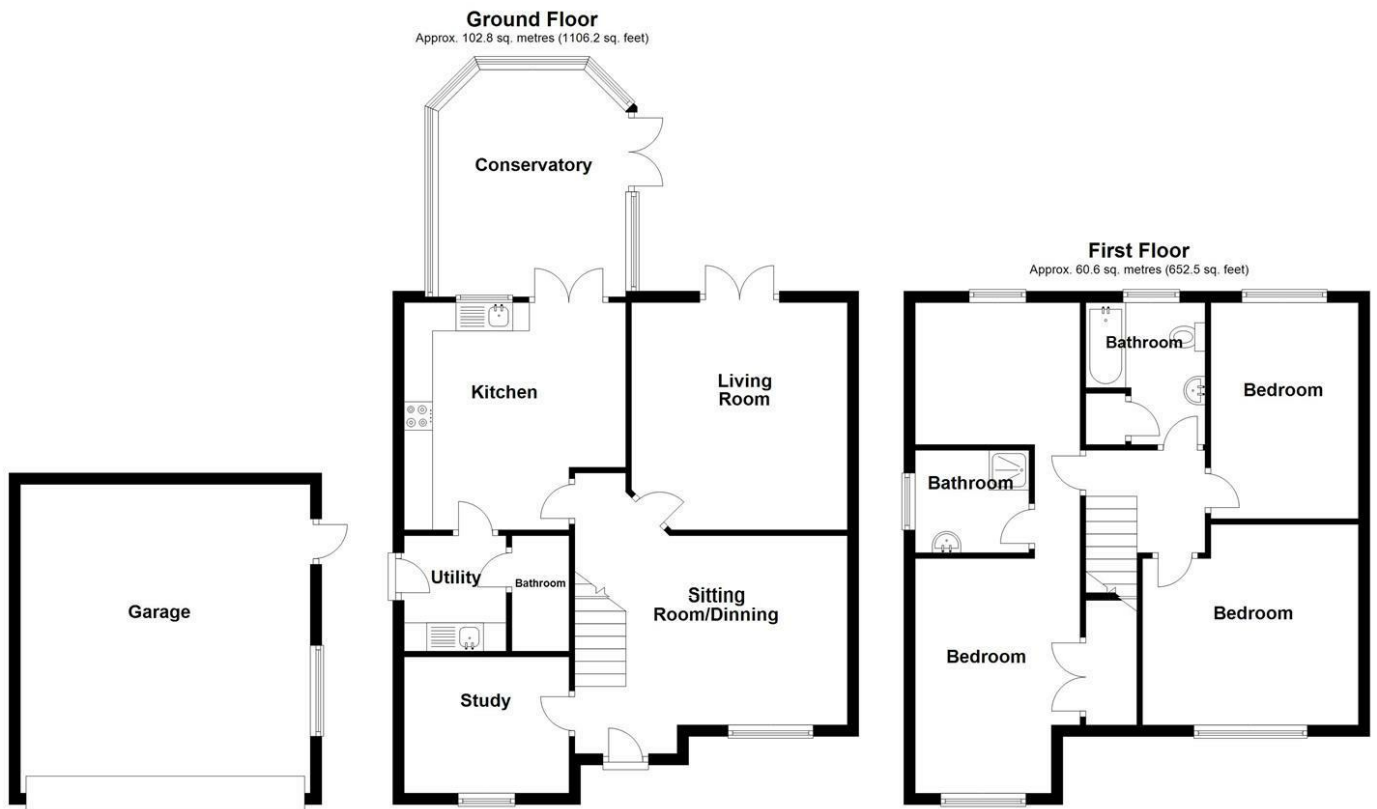 Ground Floor
Approx. 102.8 sq. metres (1106.2 sq. feet)
Conservatory
Kitchen
Living
Room
Utility
Bathroom
Sitting
Room/Dinning
Study
Garage
First Floor
Approx. 60.6 sq. metres (652.5 sq. feet)
Bathroom
Bedroom
Bathroom
Bedroom
Bedroom